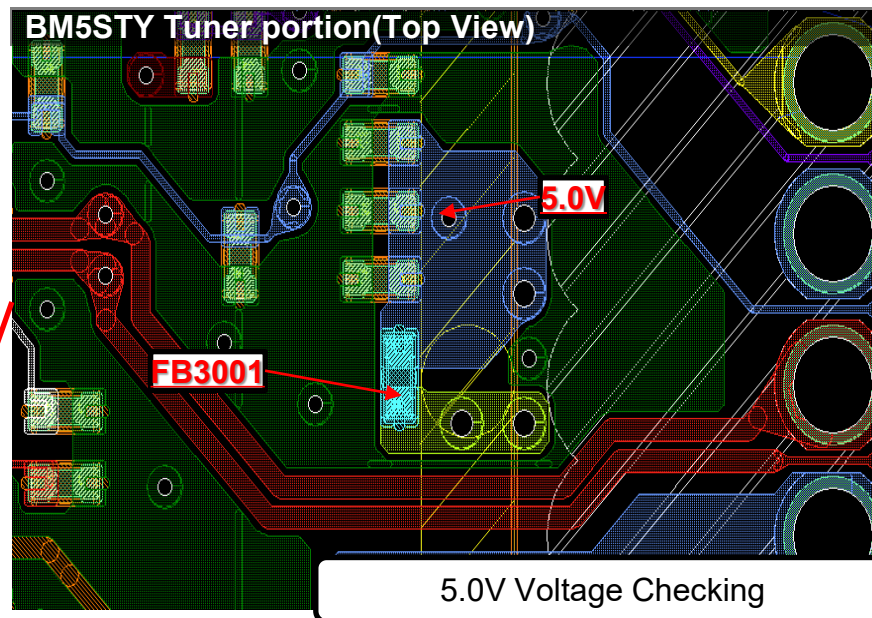 BM5STY Tuner portion(Top View)
5.0V
FB3001
5.0V Voltage Checking